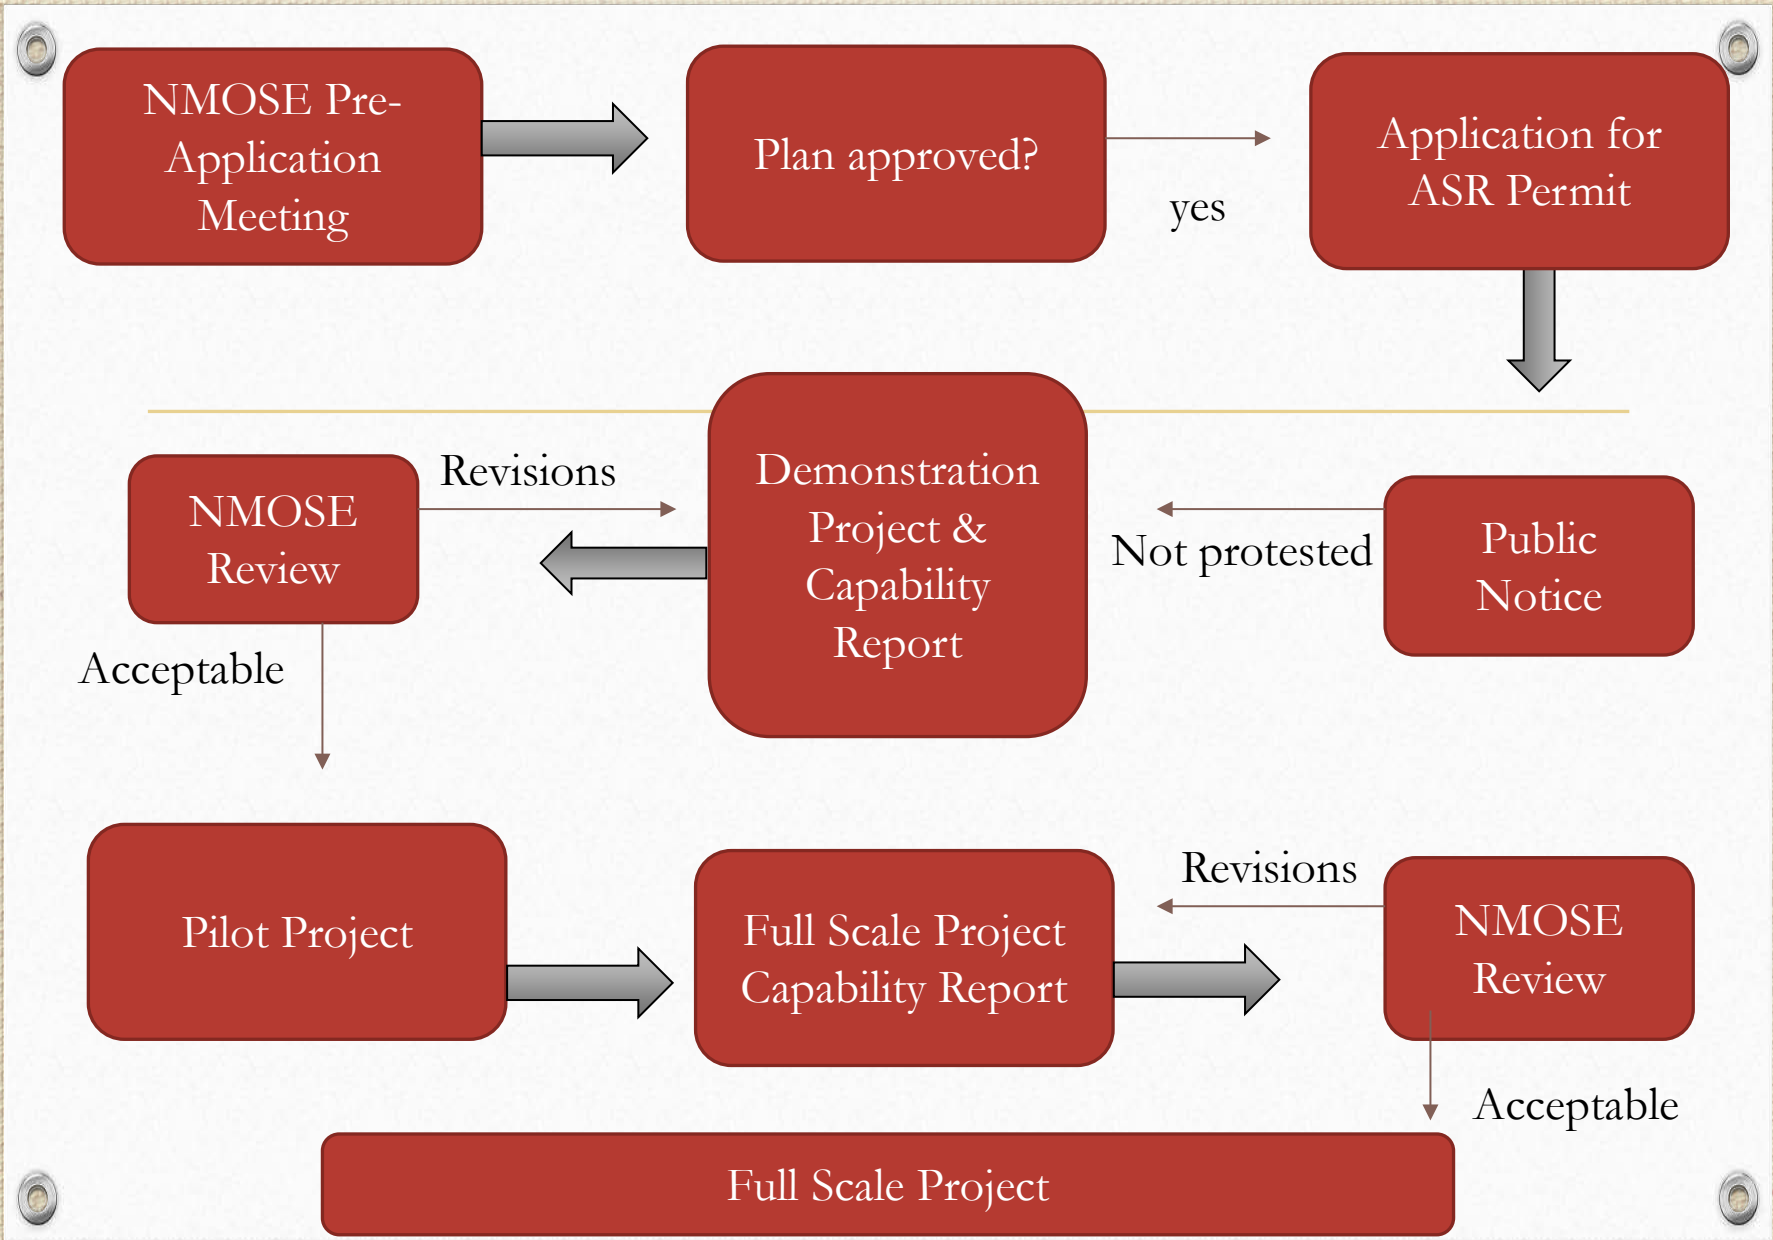 NMOSE Pre-
Application
Meeting
Plan approved?
yes
Application for
ASR Permit
Revisions
NMOSE
Review
Acceptable
Demonstration
Project &
Capability
Report
Not protested
Public
Notice
Pilot Project
Full Scale Project
Capability Report
Revisions
NMOSE
Review
Acceptable
Full Scale Project